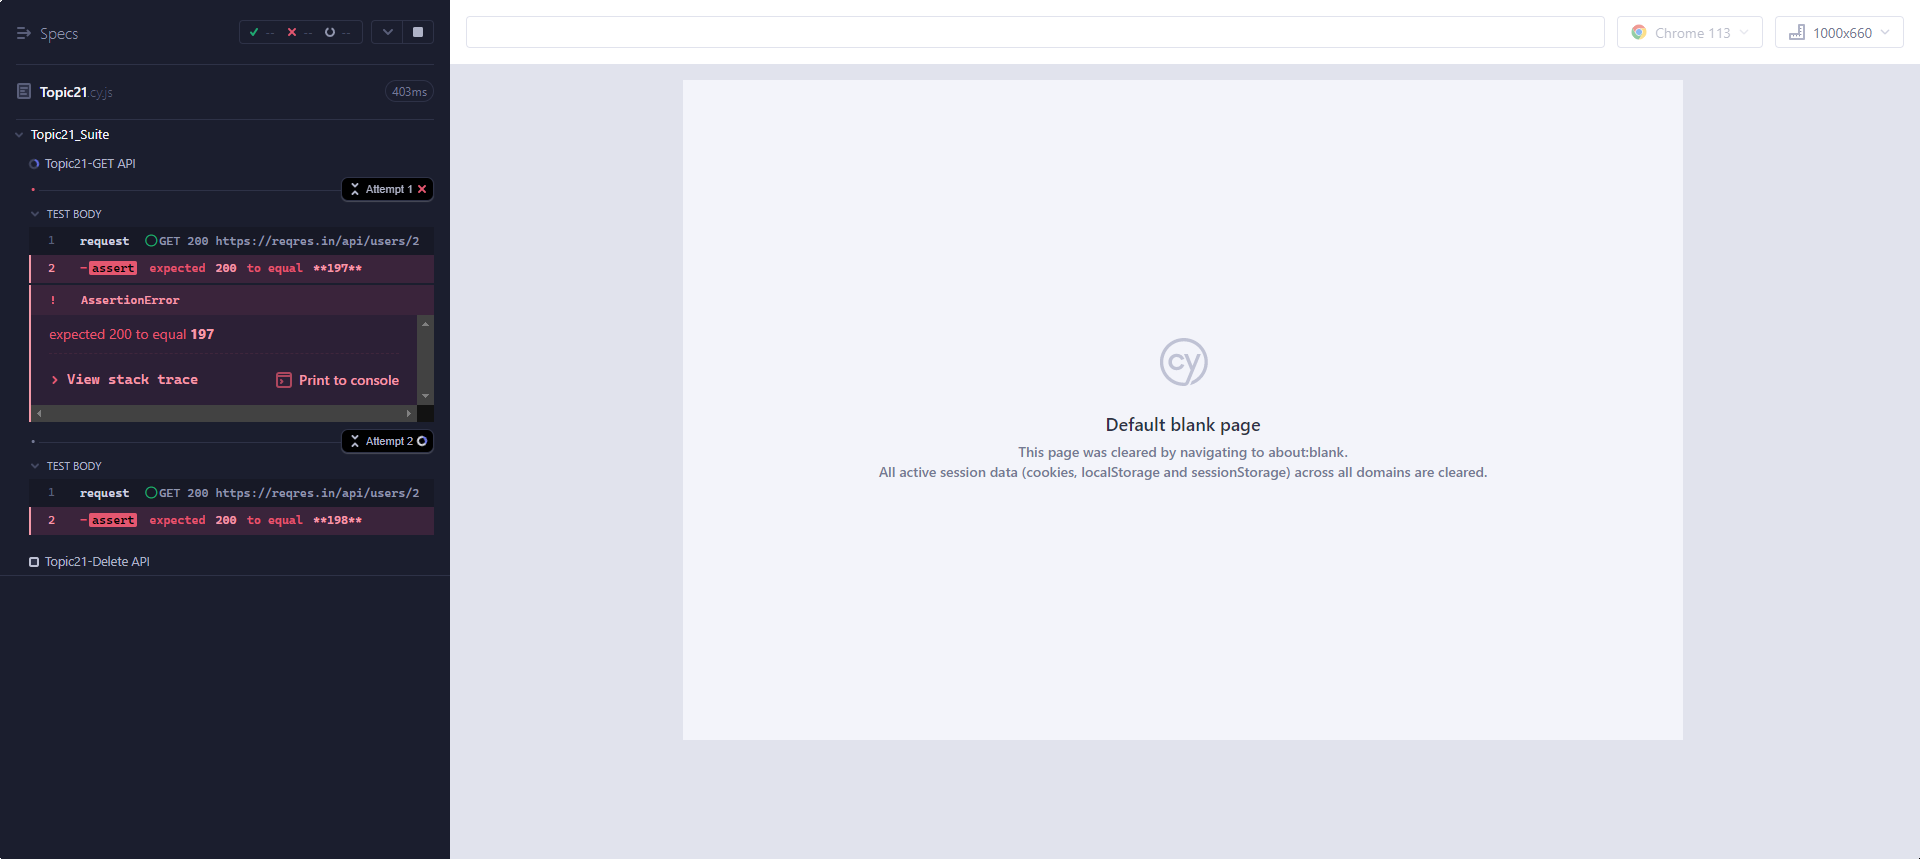 Specs
-- -- --
Topic21.cy.js 403ms
Topic21_Suite
Topic21-GET API
Attempt 1
TEST BODY
1 request GET 200 https://reqres.in/api/users/2
2 -assert expected 200 to equal **197**
! AssertionError
expected 200 to equal 197
> View stack trace Print to console
Attempt 2
TEST BODY
1 request GET 200 https://reqres.in/api/users/2
2 -assert expected 200 to equal **198**
Topic21-Delete API
Chrome 113
1000x660
cy
Default blank page
This page was cleared by navigating to about:blank.
All active session data (cookies, localStorage and sessionStorage) across all domains are cleared.